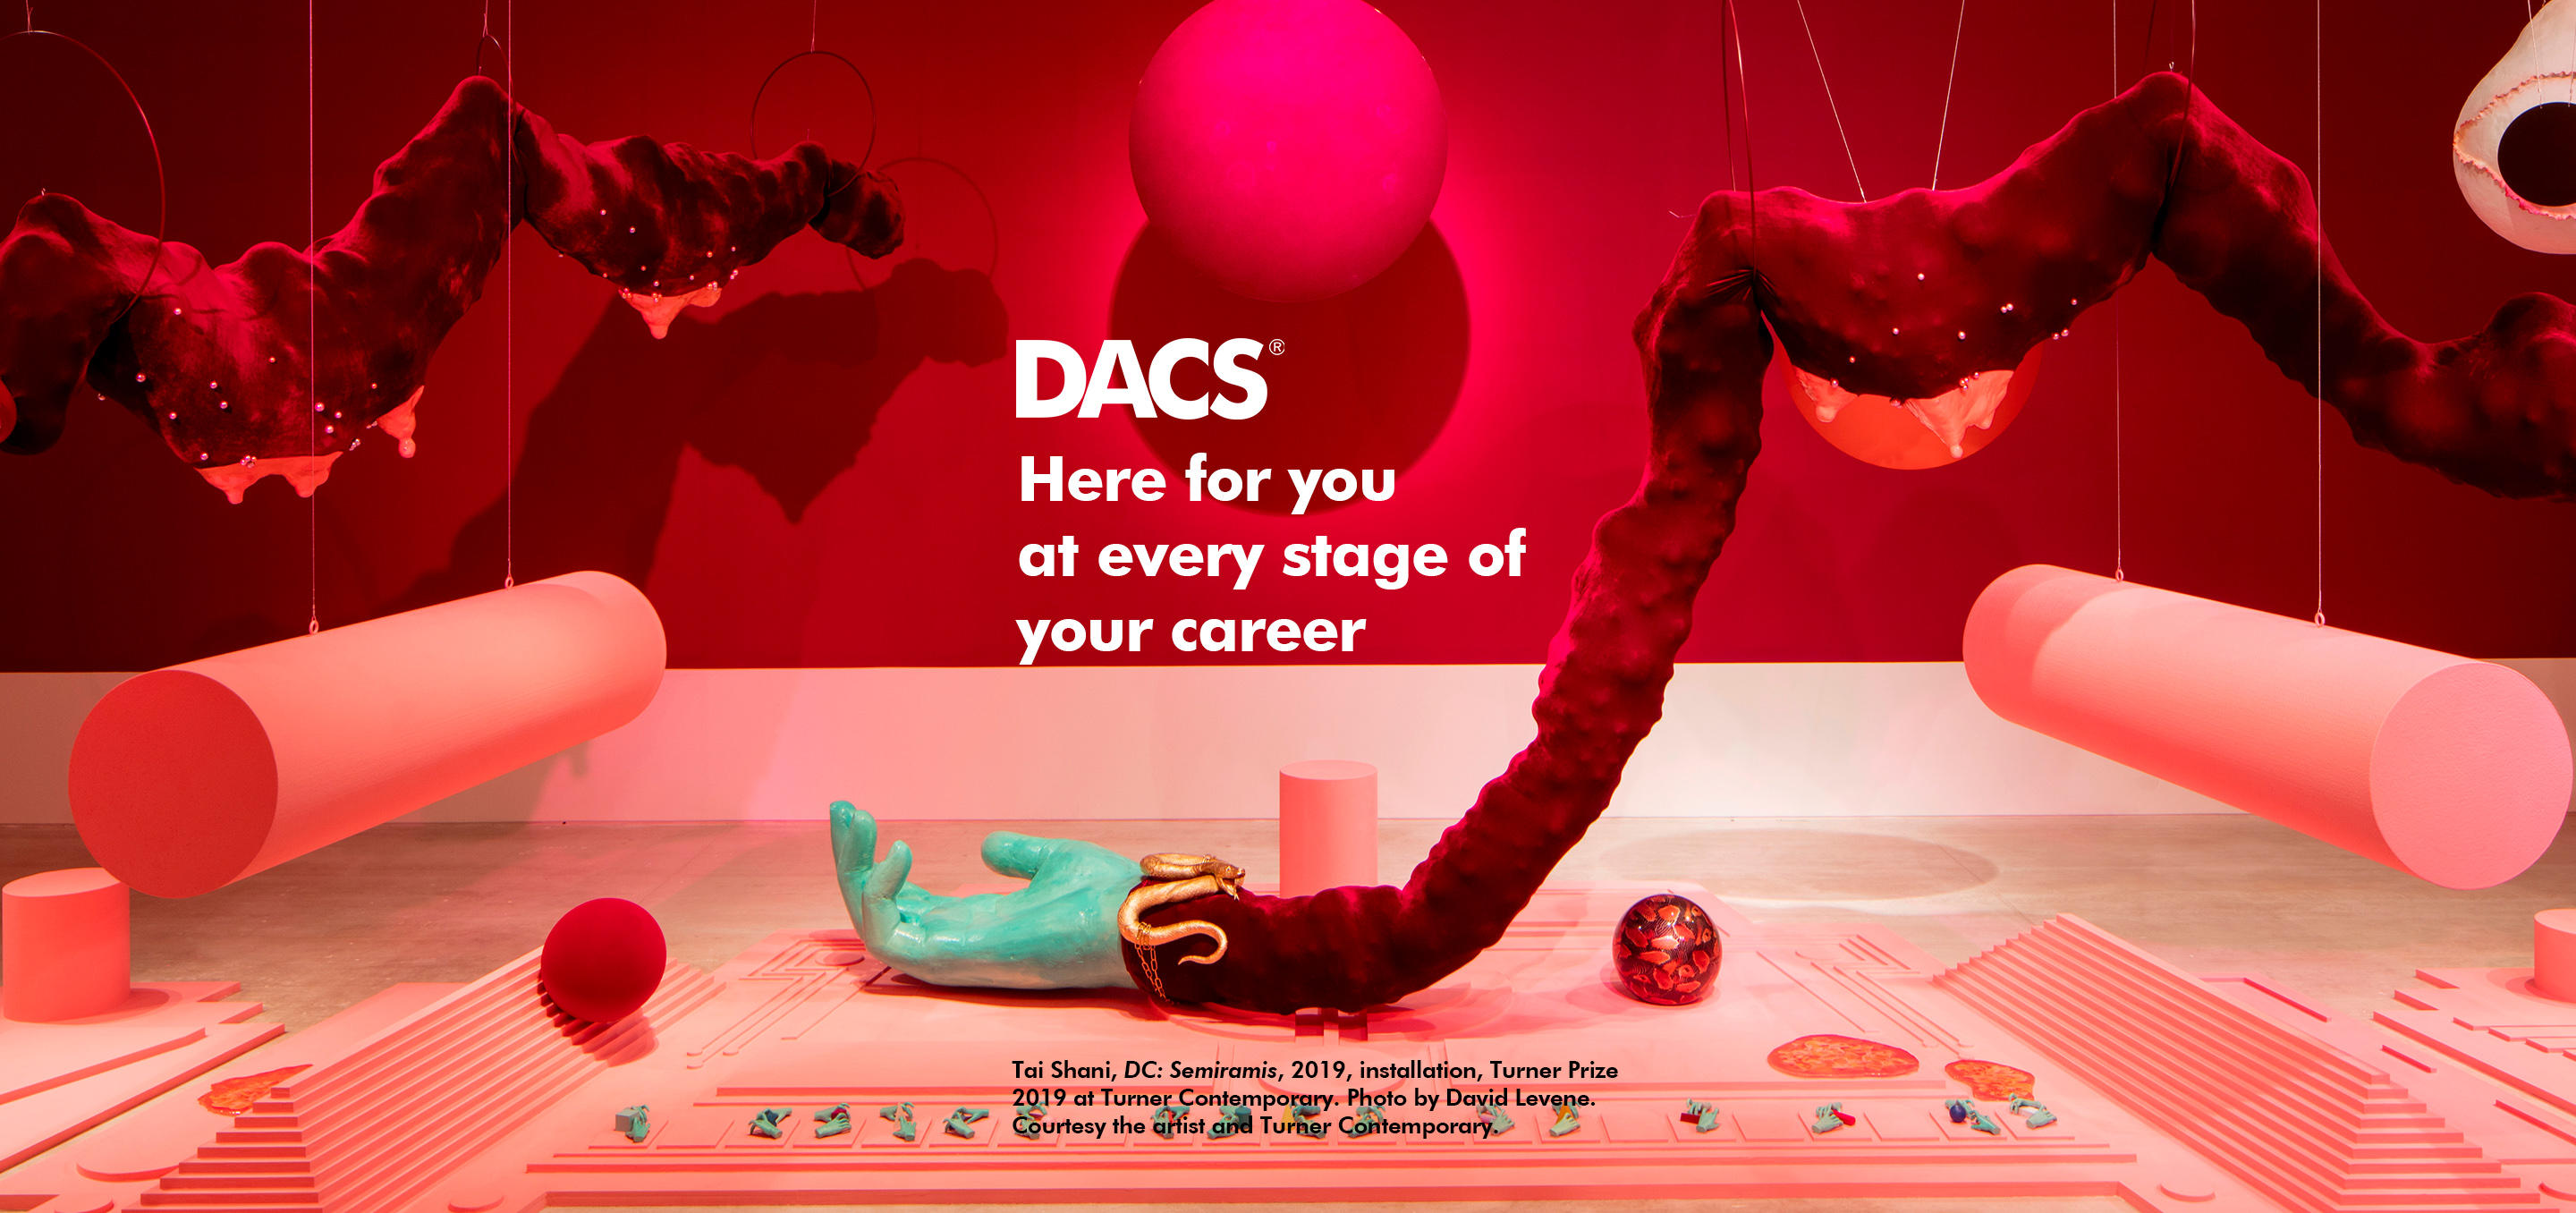 DACS®
Here for you
at every stage of
your career
Tai Shani, DC: Semiramis, 2019, installation, Turner Prize
2019 at Turner Contemporary. Photo by David Levene.
Courtesy the artist and Turner Contemporary.